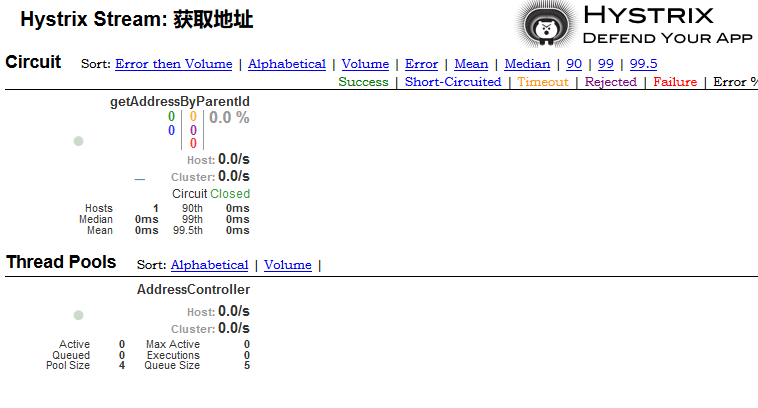 Hystrix Stream: 获取地址
HYSTRIX
DEFEND YOUR APP
Circuit Sort: Error then Volume | Alphabetical | Volume | Error | Mean | Median | 90 | 99 | 99.5
Success | Short-Circuited | Timeout | Rejected | Failure | Error %
getAddressByParentId
0 0 0.0 %
0 0
0
Host: 0.0/s
Cluster: 0.0/s
Circuit Closed
Hosts 1 90th 0ms
Median 0ms 99th 0ms
Mean 0ms 99.5th 0ms
Thread Pools Sort: Alphabetical | Volume |
AddressController
Host: 0.0/s
Cluster: 0.0/s
Active 0 Max Active 0
Queued 0 Executions 0
Pool Size 4 Queue Size 5